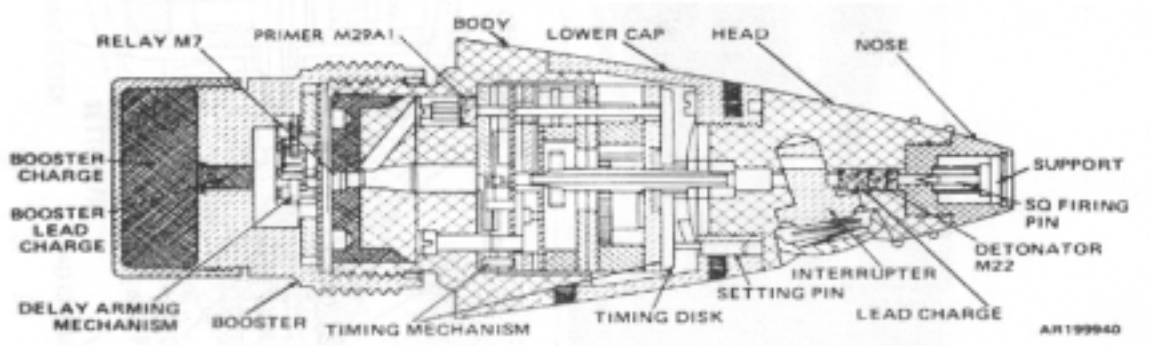 BODY
RELAY M7
PRIMER M29A1
LOWER CAP
HEAD
NOSE
BOOSTER
CHARGE
SUPPORT
BOOSTER
LEAD
CHARGE
SQ FIRING
PIN
DETONATOR
M22
INTERRUPTER
SETTING PIN
DELAY ARMING
MECHANISM
BOOSTER
TIMING MECHANISM
TIMING DISK
LEAD CHARGE
AR199940